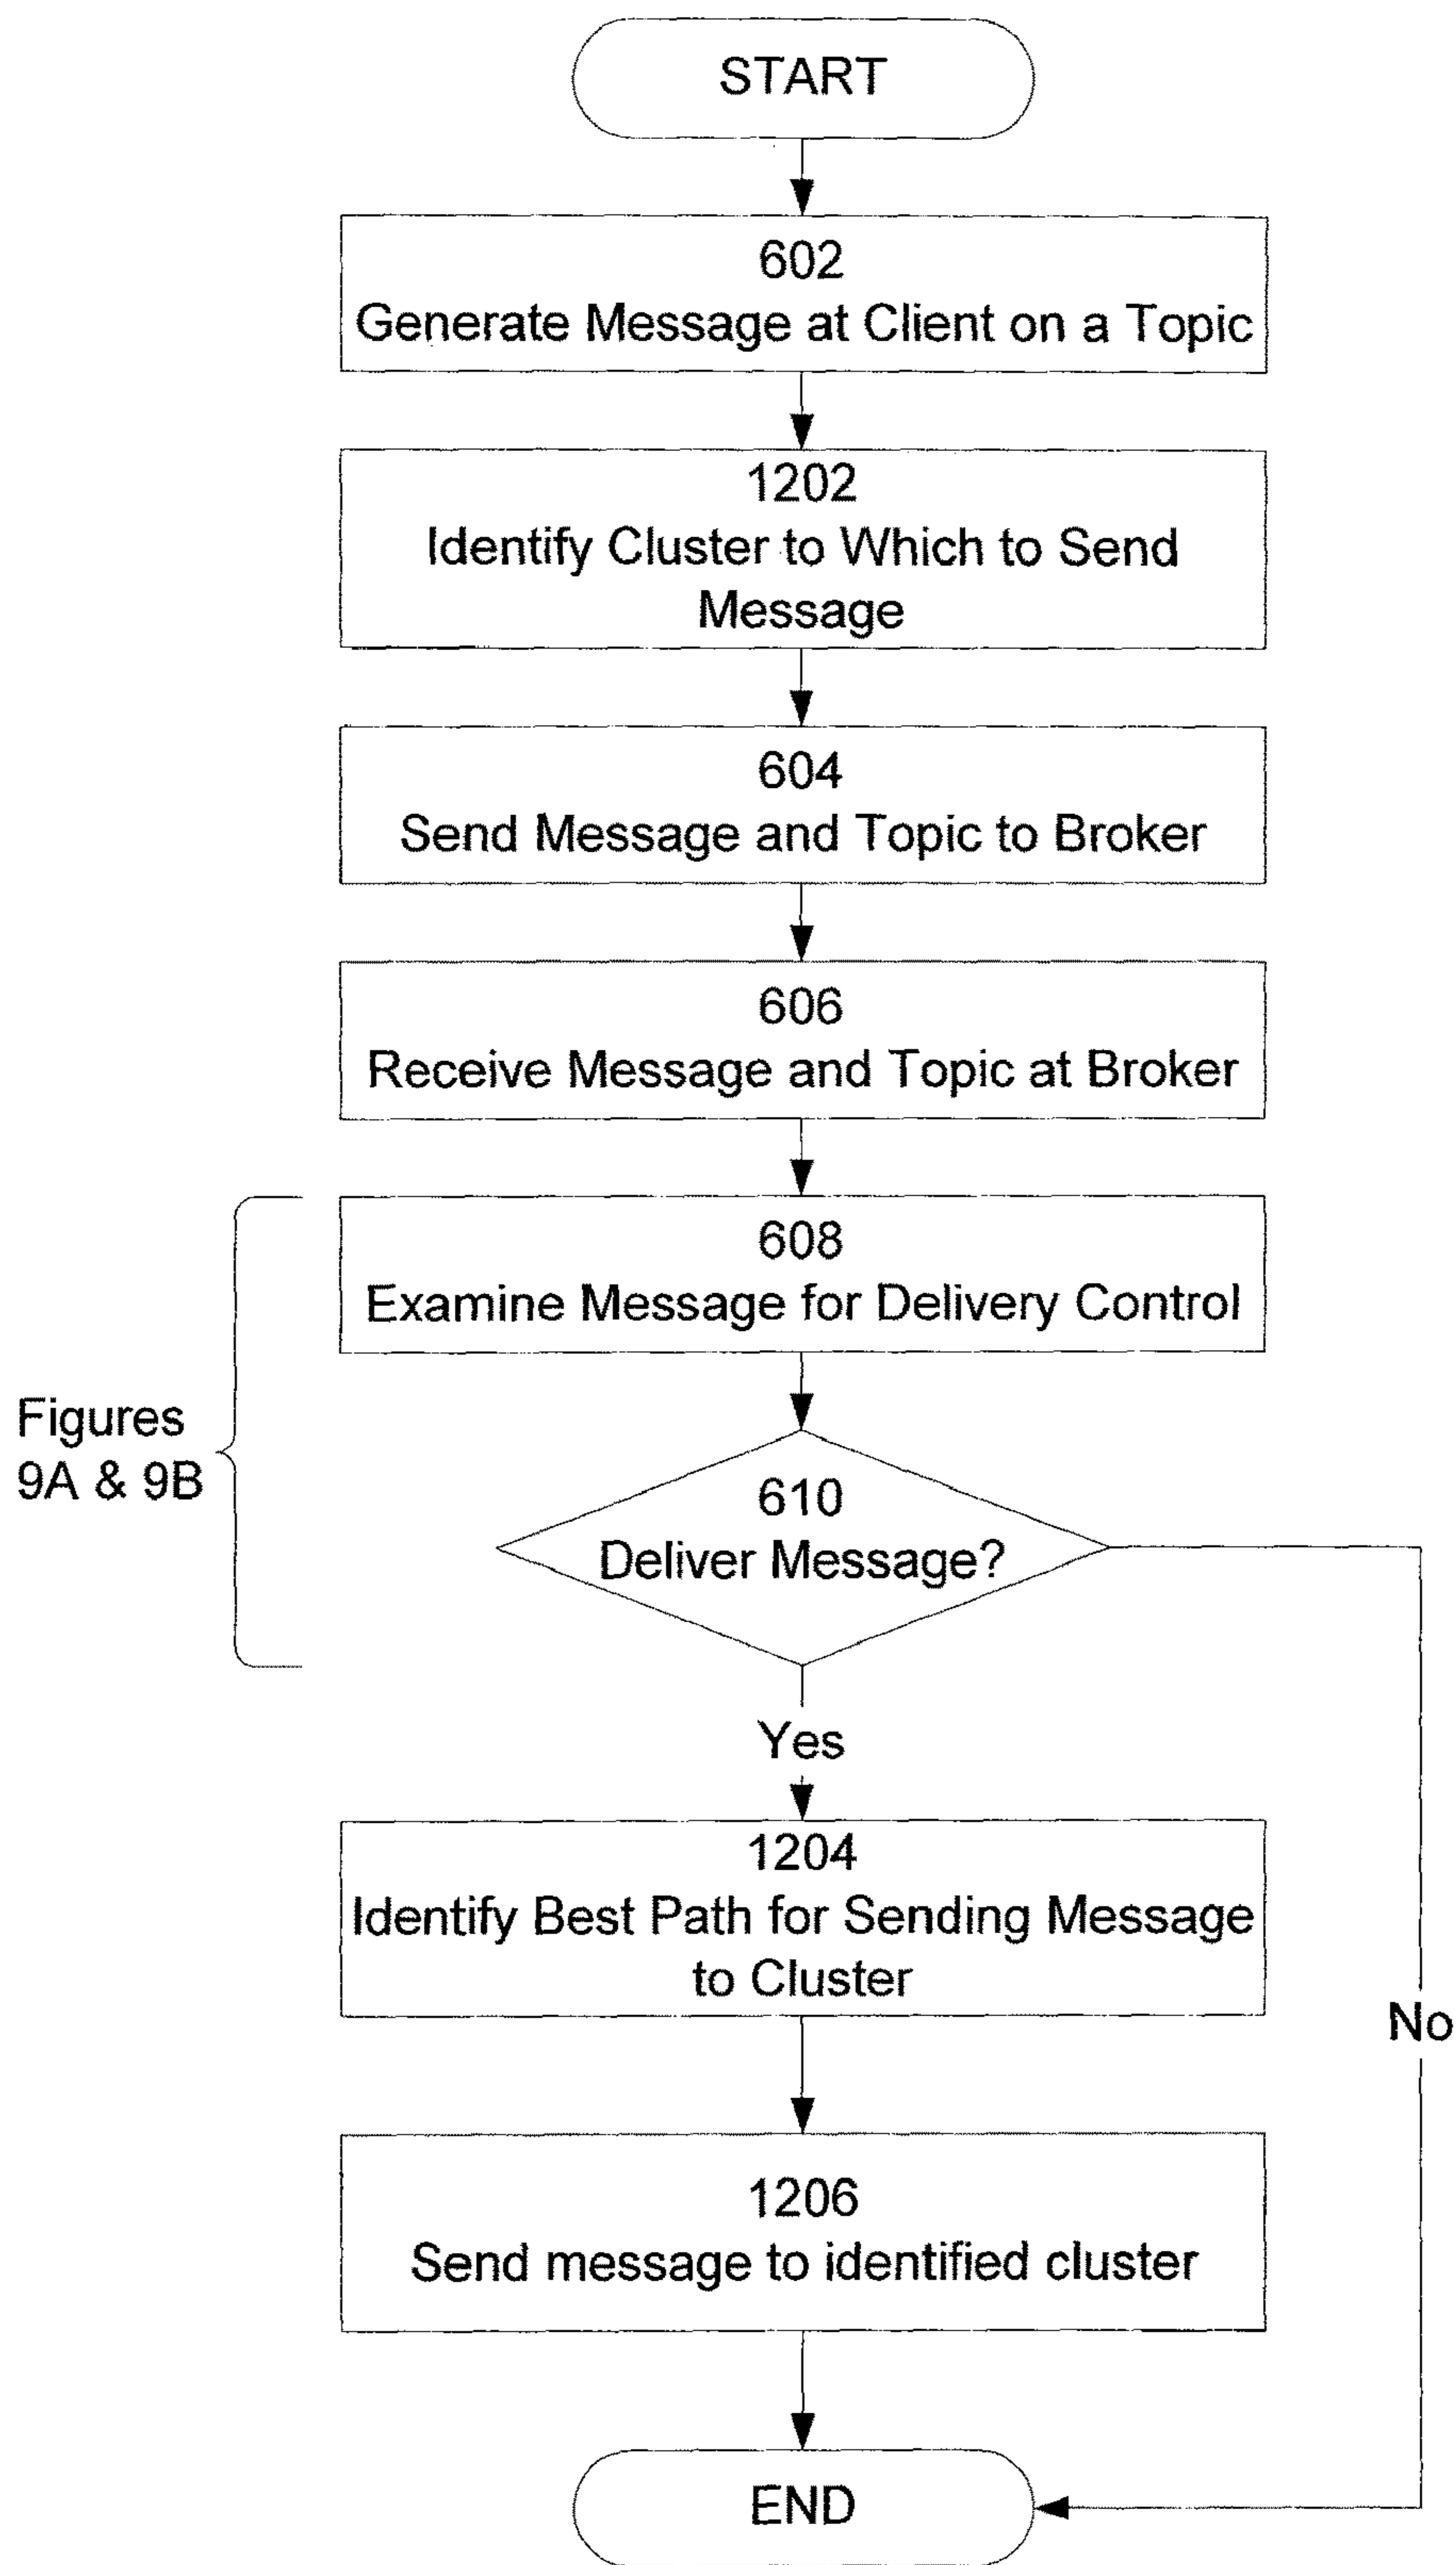 START
602
Generate Message at Client on a Topic
1202
Identify Cluster to Which to Send
Message
604
Send Message and Topic to Broker
606
Receive Message and Topic at Broker
608
Examine Message for Delivery Control
Figures
9A & 9B
610
Deliver Message?
Yes
1204
Identify Best Path for Sending Message
to Cluster
No
1206
Send message to identified cluster
END